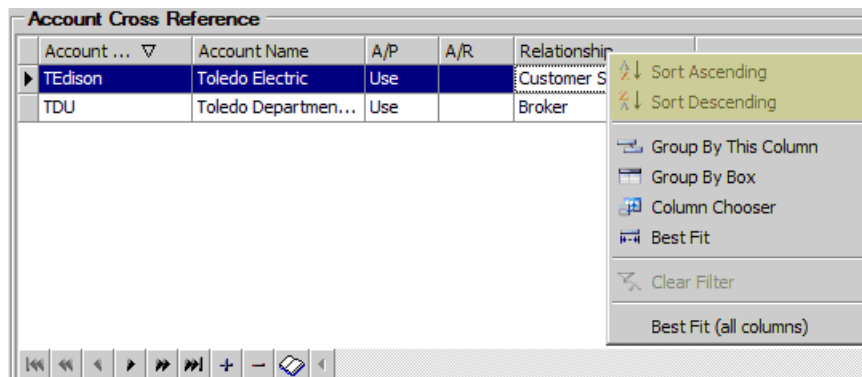 Account Cross Reference
Account ... Account Name A/P A/R Relationship
TEdison Toledo Electric Use Customer S
TDU Toledo Departmen... Use Broker
Sort Ascending
Sort Descending
Group By This Column
Group By Box
Column Chooser
Best Fit
Clear Filter
Best Fit (all columns)